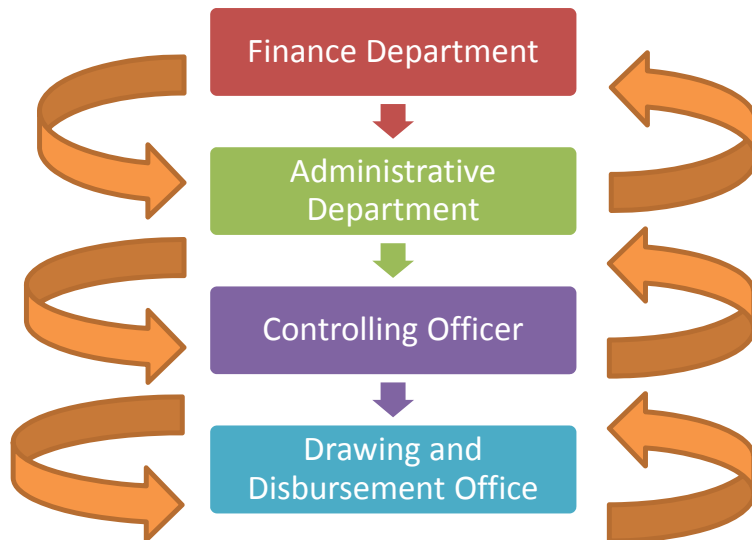 Finance Department
Administrative
Department
Controlling Officer
Drawing and
Disbursement Office